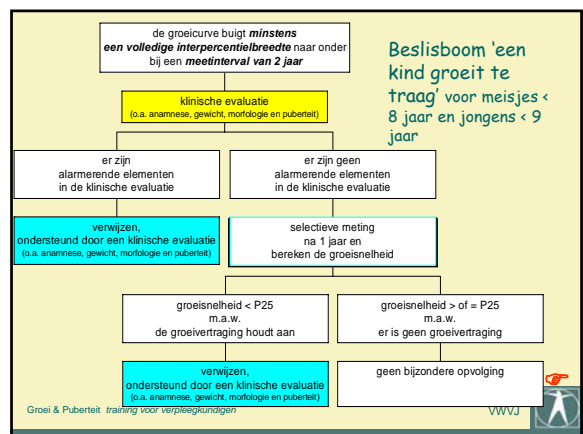 de groeicurve buigt minstens
een volledige interpercentielbreedte naar onder
bij een meetinterval van 2 jaar
Beslisboom ‘een
kind groeit te
traag’ voor meisjes <
8 jaar en jongens < 9
jaar
klinische evaluatie
(o.a. anamnese, gewicht, morfologie en puberteit)
er zijn
alarmerende elementen
in de klinische evaluatie
er zijn geen
alarmerende elementen
in de klinische evaluatie
verwijzen,
ondersteund door een klinische evaluatie
(o.a. anamnese, gewicht, morfologie en puberteit)
selectieve meting
na 1 jaar en
bereken de groeisnelheid
groeisnelheid < P25
m.a.w.
de groeivertraging houdt aan
groeisnelheid > of = P25
m.a.w.
er is geen groeivertraging
verwijzen,
ondersteund door een klinische evaluatie
(o.a. anamnese, gewicht, morfologie en puberteit)
geen bijzondere opvolging
Groei & Puberteit training voor verpleegkundigen
VWVJ